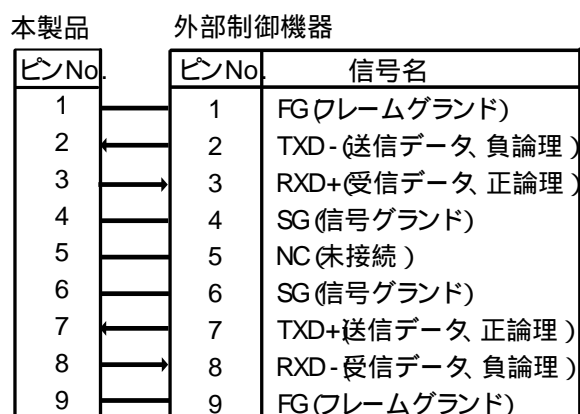 本製品 外部制御機器
ピンNo. ピンNo. 信号名
1 1 FG(フレームグランド)
2 2 TXD-(送信データ、負論理)
3 3 RXD+(受信データ、正論理)
4 4 SG(信号グランド)
5 5 NC(未接続)
6 6 SG(信号グランド)
7 7 TXD+(送信データ、正論理)
8 8 RXD-(受信データ、負論理)
9 9 FG(フレームグランド)